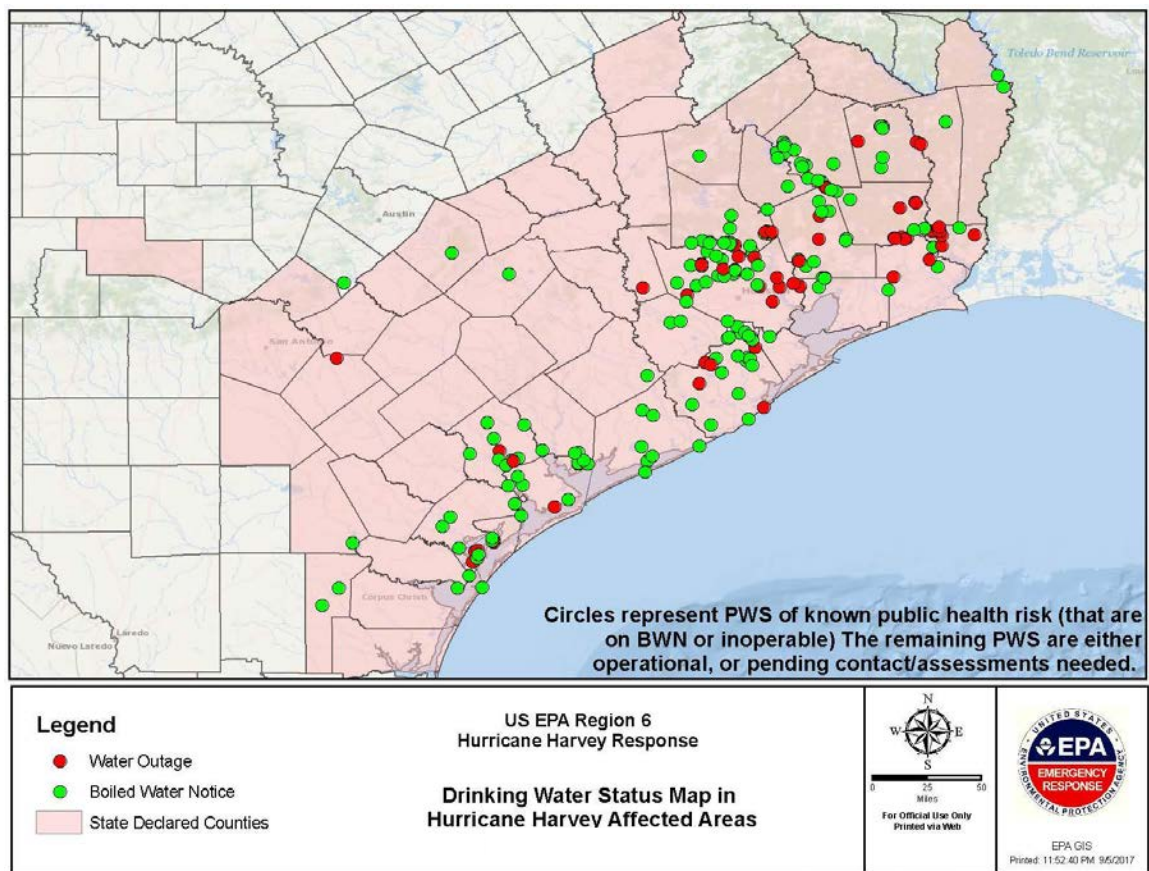 Toledo Bend Reservoir
Austin
San Antonio
Corpus Christi
Laredo
Nuevo Laredo
Circles represent PWS of known public health risk (that are
on BWN or inoperable) The remaining PWS are either
operational, or pending contact/assessments needed.
Legend
Water Outage
Boiled Water Notice
State Declared Counties
US EPA Region 6
Hurricane Harvey Response
Drinking Water Status Map in
Hurricane Harvey Affected Areas
N
W E
S
0 25 50
Miles
For Official Use Only
Printed via Web
UNITED STATES
EPA
EMERGENCY
RESPONSE
ENVIRONMENTAL PROTECTION AGENCY
EPA GIS
Printed: 11:52:40 PM 9/5/2017